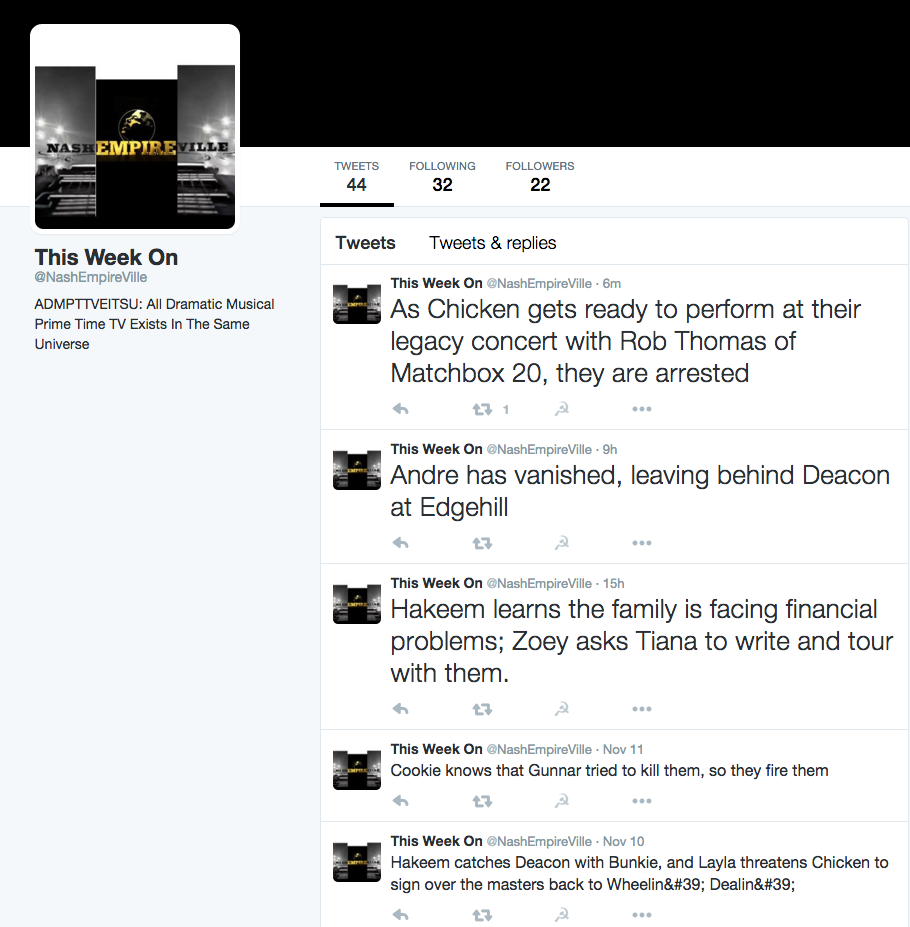 NASHEMPIREVILLE
TWEETS
44
FOLLOWING
32
FOLLOWERS
22
This Week On
@NashEmpireVille
ADMPTTVEITSU: All Dramatic Musical
Prime Time TV Exists In The Same
Universe
Tweets Tweets & replies
This Week On @NashEmpireVille · 6m
As Chicken gets ready to perform at their
legacy concert with Rob Thomas of
Matchbox 20, they are arrested
1
This Week On @NashEmpireVille · 9h
Andre has vanished, leaving behind Deacon
at Edgehill
This Week On @NashEmpireVille · 15h
Hakeem learns the family is facing financial
problems; Zoey asks Tiana to write and tour
with them.
This Week On @NashEmpireVille · Nov 11
Cookie knows that Gunnar tried to kill them, so they fire them
This Week On @NashEmpireVille · Nov 10
Hakeem catches Deacon with Bunkie, and Layla threatens Chicken to
sign over the masters back to Wheelin&#39; Dealin&#39;